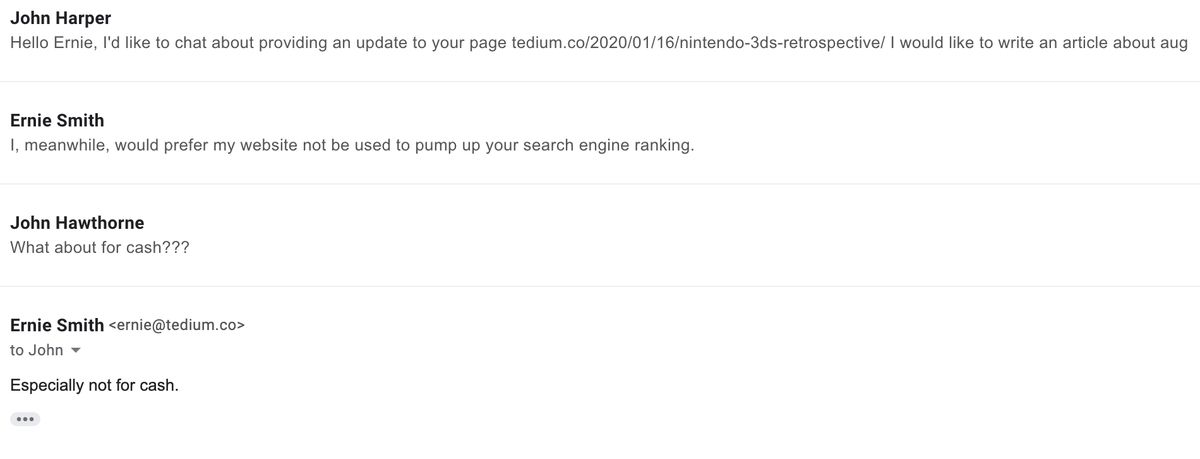 John Harper
Hello Ernie, I'd like to chat about providing an update to your page tedium.co/2020/01/16/nintendo-3ds-retrospective/ I would like to write an article about aug
Ernie Smith
I, meanwhile, would prefer my website not be used to pump up your search engine ranking.
John Hawthorne
What about for cash???
Ernie Smith <ernie@tedium.co>
to John
Especially not for cash.